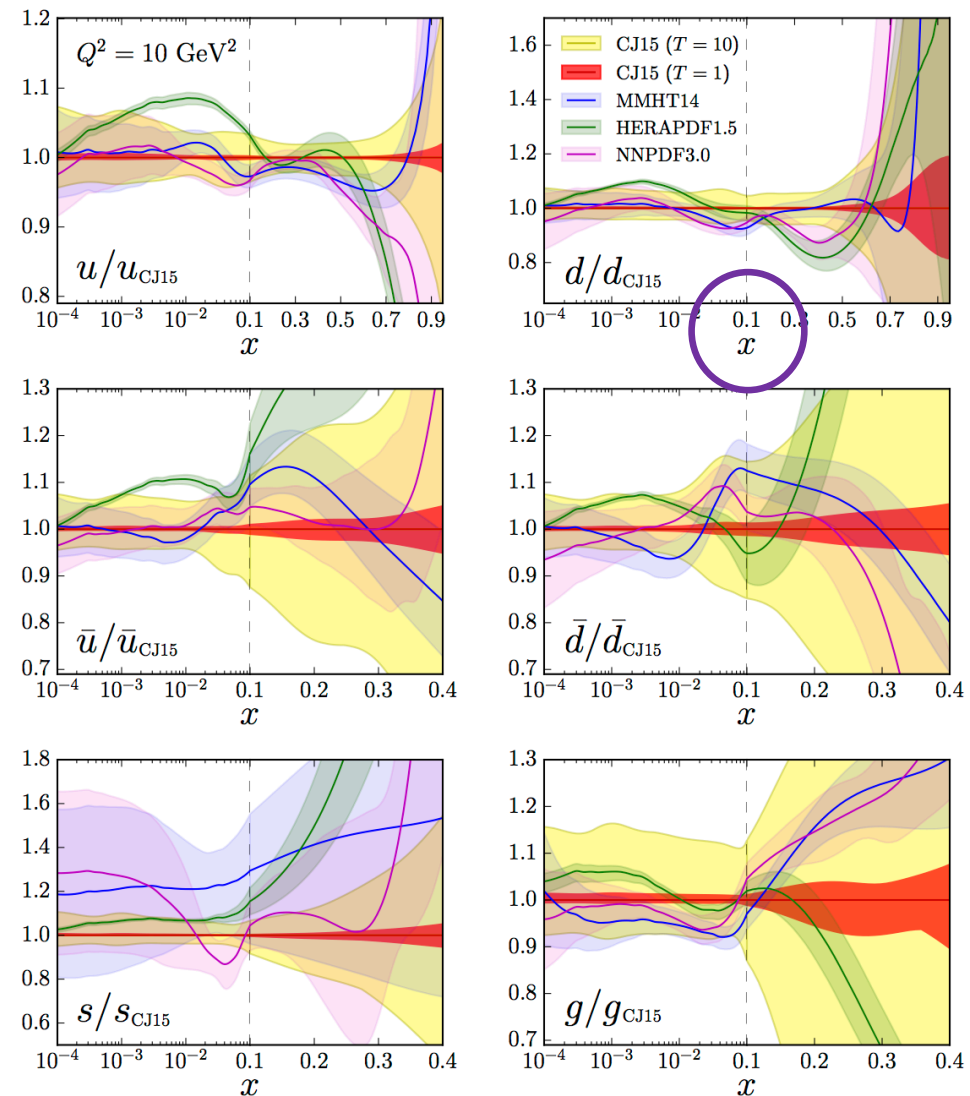 1.2
1.1
1.0
0.9
0.8
Q² = 10 GeV²
u/u_CJ15
10⁻⁴ 10⁻³ 10⁻² 0.1 0.3 0.5 0.7 0.9
x
1.6
1.4
1.2
1.0
0.8
CJ15 (T = 10)
CJ15 (T = 1)
MMHT14
HERAPDF1.5
NNPDF3.0
d/d_CJ15
10⁻⁴ 10⁻³ 10⁻² 0.1 0.3 0.5 0.7 0.9
x
1.3
1.2
1.1
1.0
0.9
0.8
0.7
ū/ū_CJ15
10⁻⁴ 10⁻³ 10⁻² 0.1 0.2 0.3 0.4
x
1.3
1.2
1.1
1.0
0.9
0.8
0.7
d̄/d̄_CJ15
10⁻⁴ 10⁻³ 10⁻² 0.1 0.2 0.3 0.4
x
1.8
1.6
1.4
1.2
1.0
0.8
0.6
s/s_CJ15
10⁻⁴ 10⁻³ 10⁻² 0.1 0.2 0.3 0.4
x
1.3
1.2
1.1
1.0
0.9
0.8
0.7
g/g_CJ15
10⁻⁴ 10⁻³ 10⁻² 0.1 0.2 0.3 0.4
x